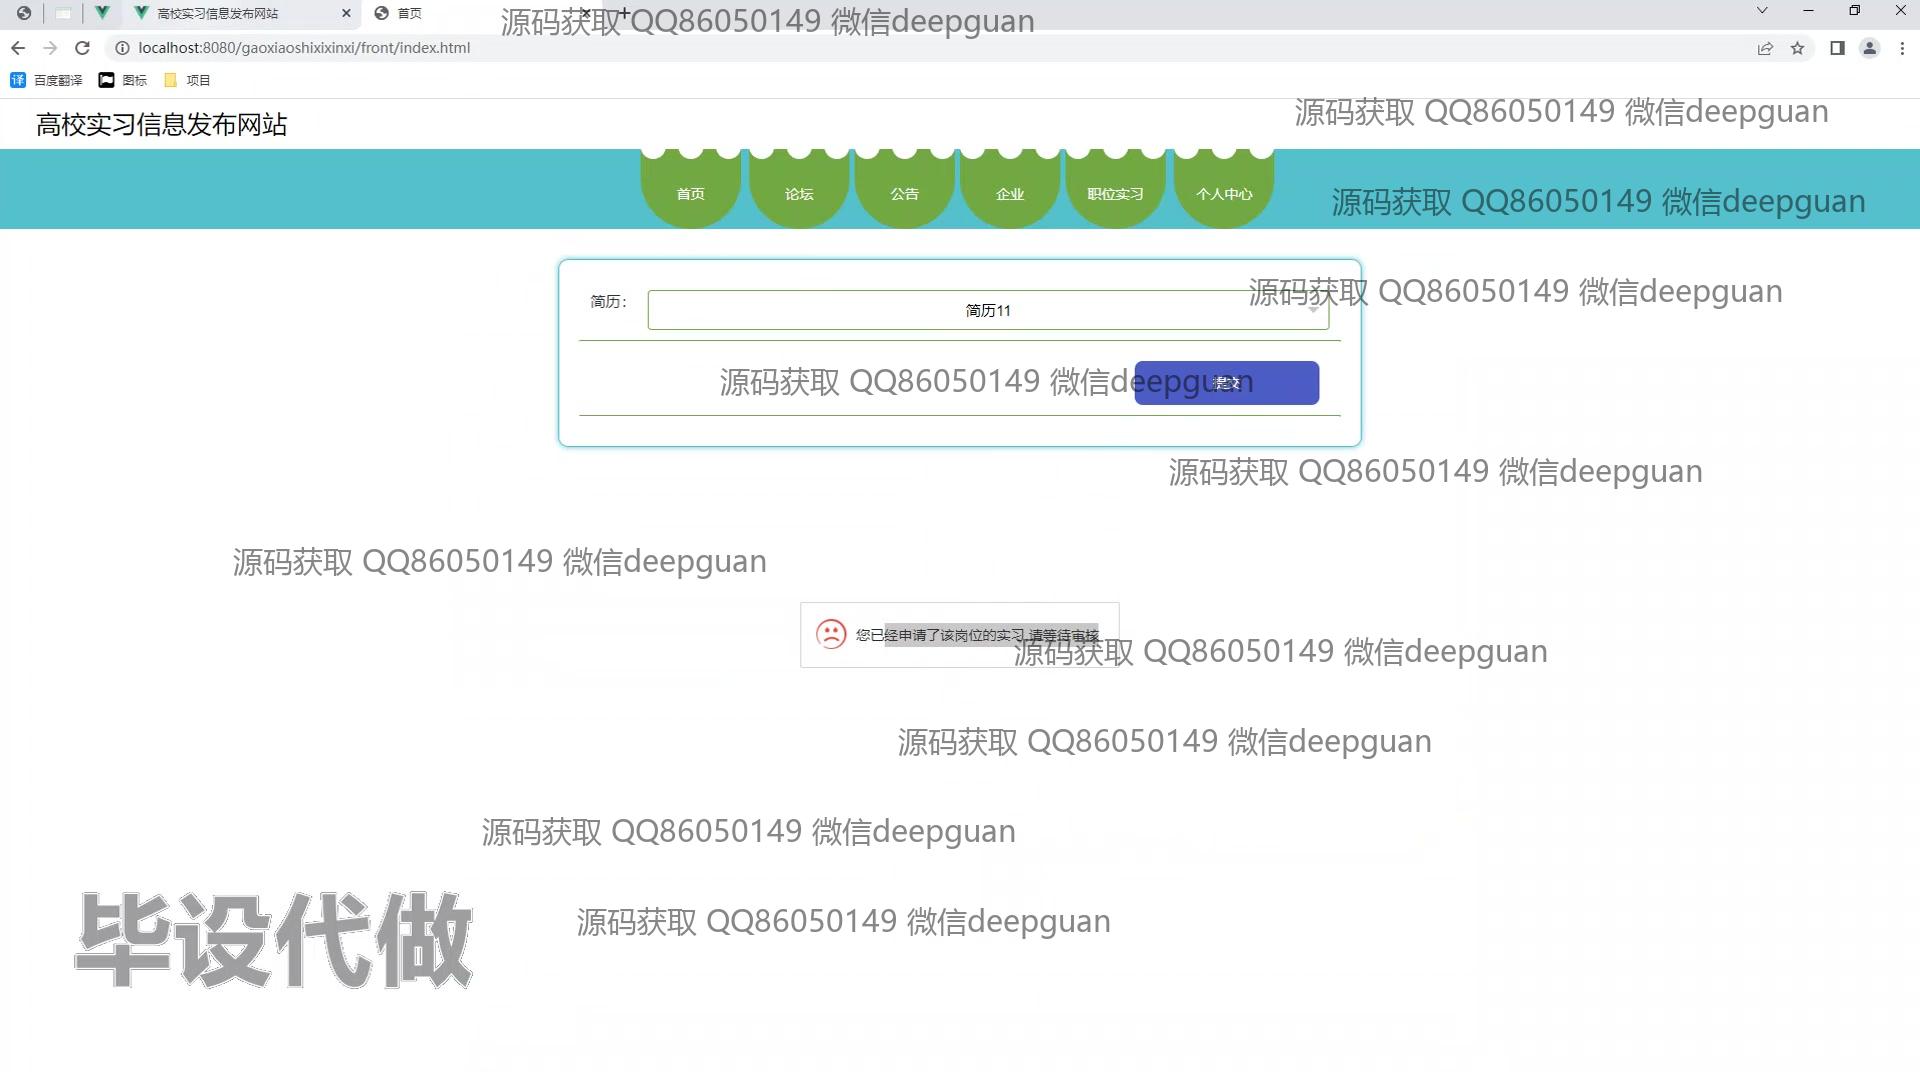 高校实习信息发布网站
首页
源码获取 QQ86050149 微信deepguan
localhost:8080/gaoxiaoshixixinxi/front/index.html
百度翻译
图标
项目
高校实习信息发布网站
源码获取 QQ86050149 微信deepguan
首页
论坛
公告
企业
职位实习
个人中心
源码获取 QQ86050149 微信deepguan
简历：
简历11
源码获取 QQ86050149 微信deepguan
源码获取 QQ86050149 微信deepguan
提交
源码获取 QQ86050149 微信deepguan
源码获取 QQ86050149 微信deepguan
您已经申请了该岗位的实习,请等待审核
源码获取 QQ86050149 微信deepguan
源码获取 QQ86050149 微信deepguan
源码获取 QQ86050149 微信deepguan
源码获取 QQ86050149 微信deepguan
毕设代做